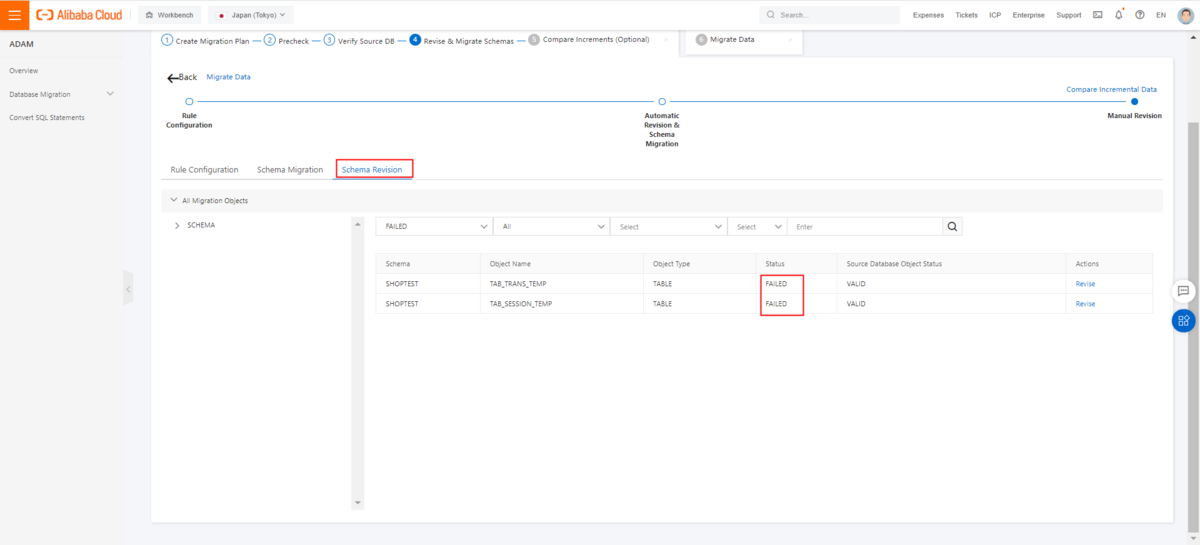 Alibaba Cloud
Workbench
Japan (Tokyo)
Search...
Expenses Tickets ICP Enterprise Support EN
ADAM
Overview
Database Migration
Convert SQL Statements
1 Create Migration Plan 2 Precheck 3 Verify Source DB 4 Revise & Migrate Schemas 5 Compare Increments (Optional) 6 Migrate Data
Back Migrate Data
Compare Incremental Data
Rule Configuration
Automatic Revision & Schema Migration
Manual Revision
Rule Configuration Schema Migration Schema Revision
All Migration Objects
SCHEMA
FAILED All Select Select Enter
Schema Object Name Object Type Status Source Database Object Status Actions
SHOPTEST TAB_TRANS_TEMP TABLE FAILED VALID Revise
SHOPTEST TAB_SESSION_TEMP TABLE FAILED VALID Revise